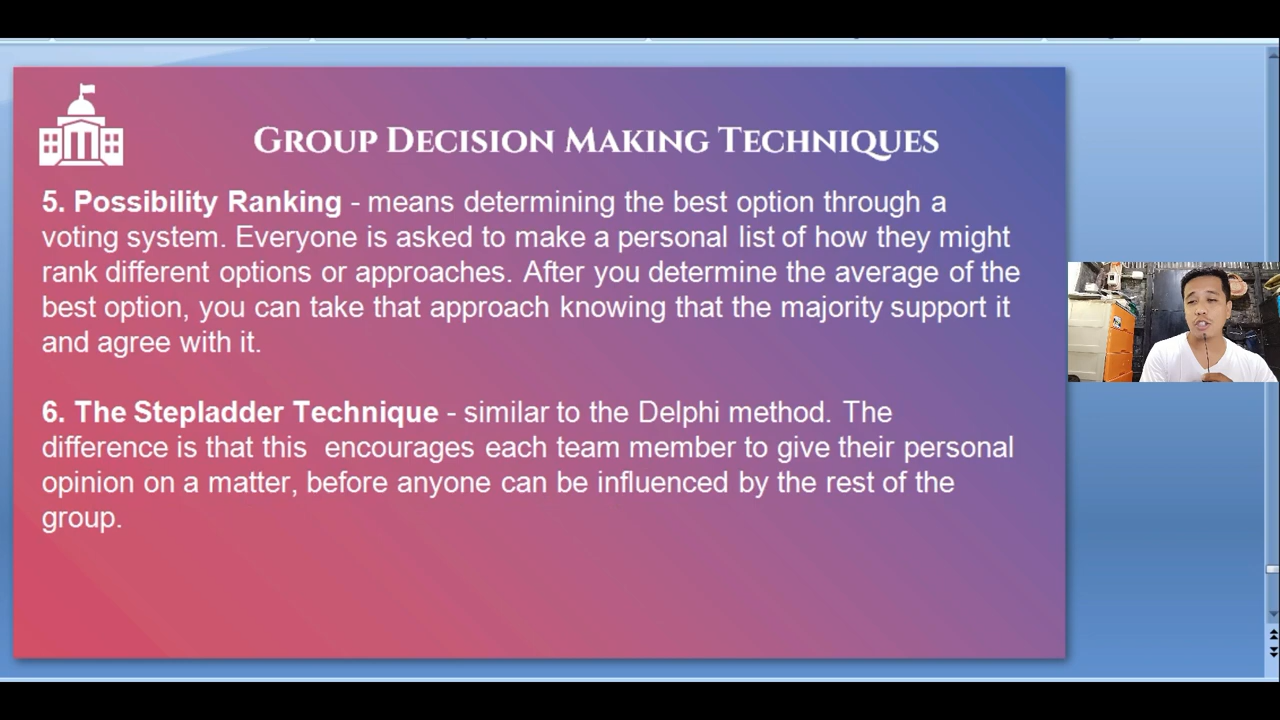 GROUP DECISION MAKING TECHNIQUES
5. Possibility Ranking - means determining the best option through a
voting system. Everyone is asked to make a personal list of how they might
rank different options or approaches. After you determine the average of the
best option, you can take that approach knowing that the majority support it
and agree with it.
6. The Stepladder Technique - similar to the Delphi method. The
difference is that this encourages each team member to give their personal
opinion on a matter, before anyone can be influenced by the rest of the
group.